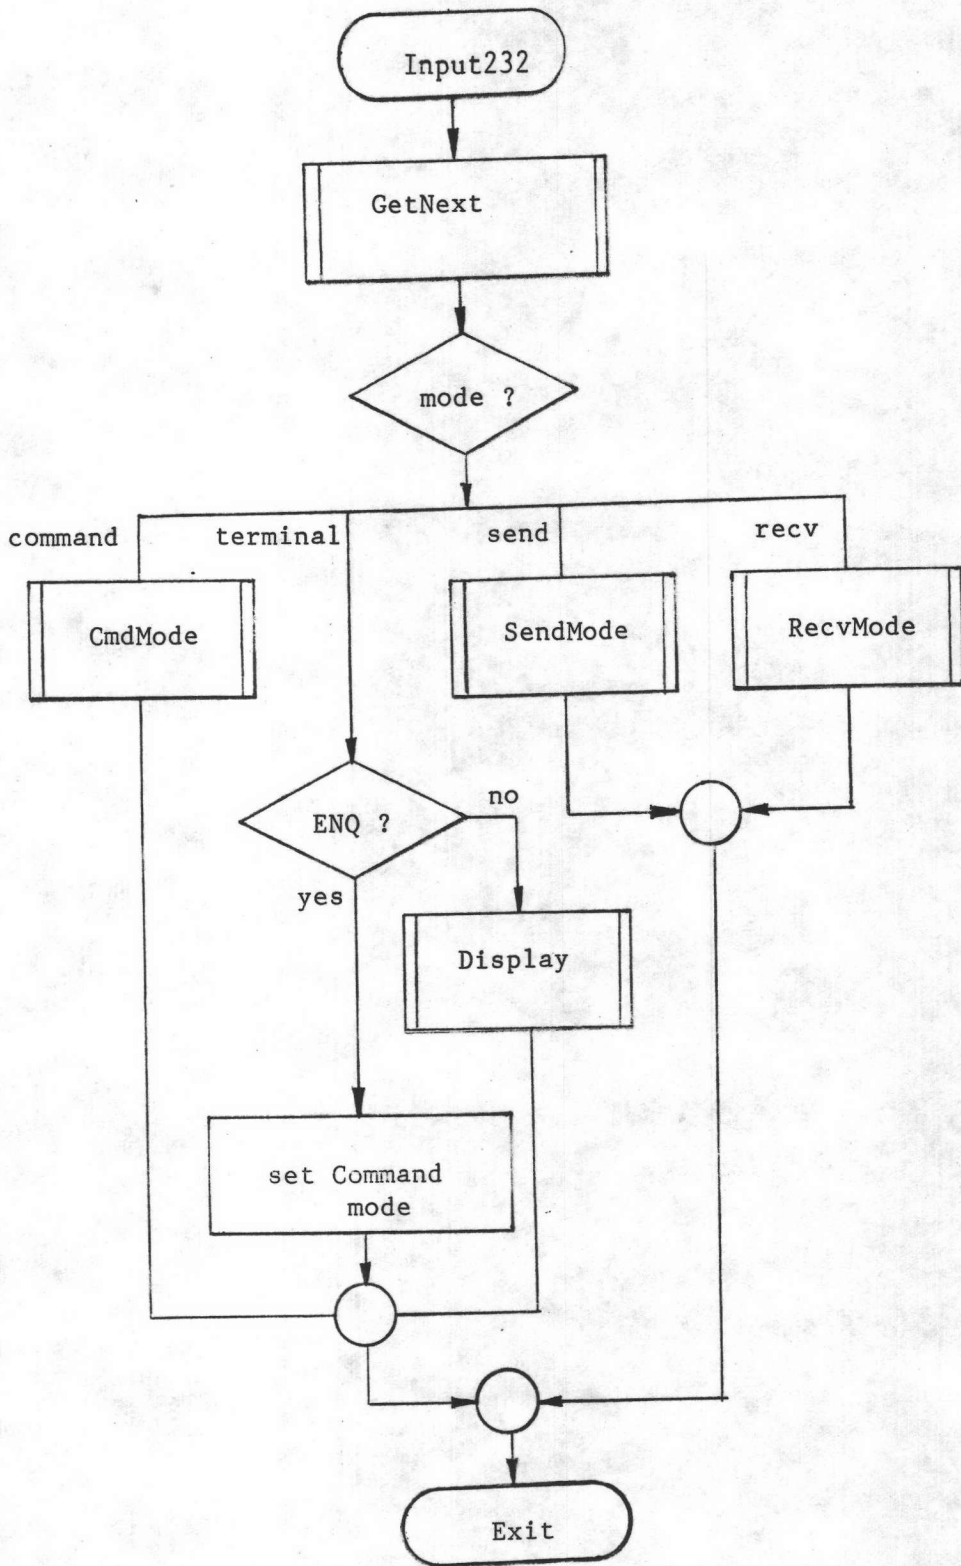 Input232
GetNext
mode ?
command
terminal
send
recv
CmdMode
SendMode
RecvMode
ENQ ?
no
yes
Display
set Command
mode
Exit